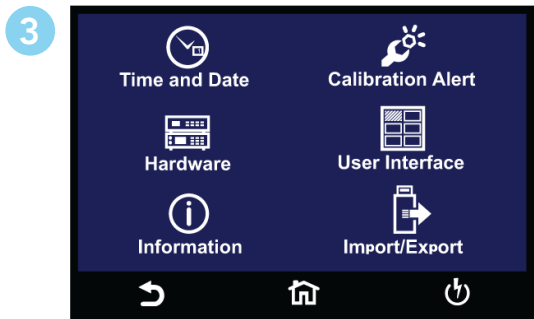 3
Time and Date
Calibration Alert
Hardware
User Interface
Information
Import/Export